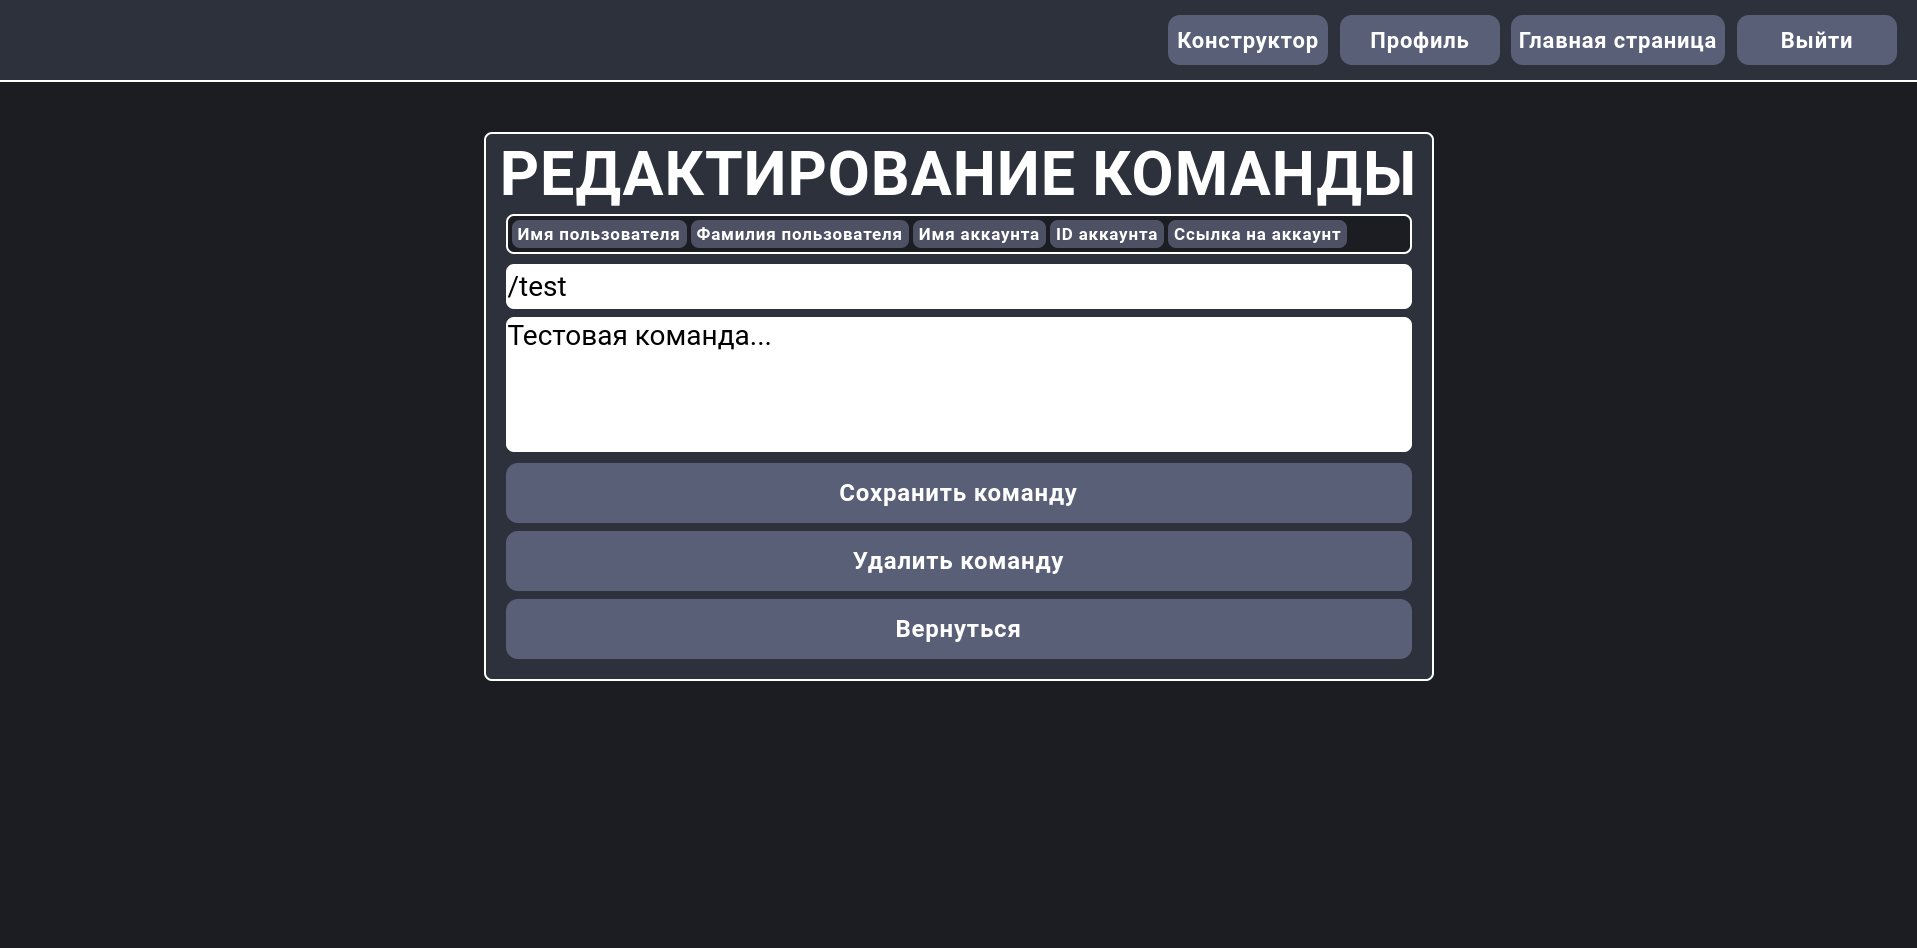 Конструктор Профиль Главная страница Выйти
РЕДАКТИРОВАНИЕ КОМАНДЫ
Имя пользователя Фамилия пользователя Имя аккаунта ID аккаунта Ссылка на аккаунт
/test
Тестовая команда...
Сохранить команду
Удалить команду
Вернуться